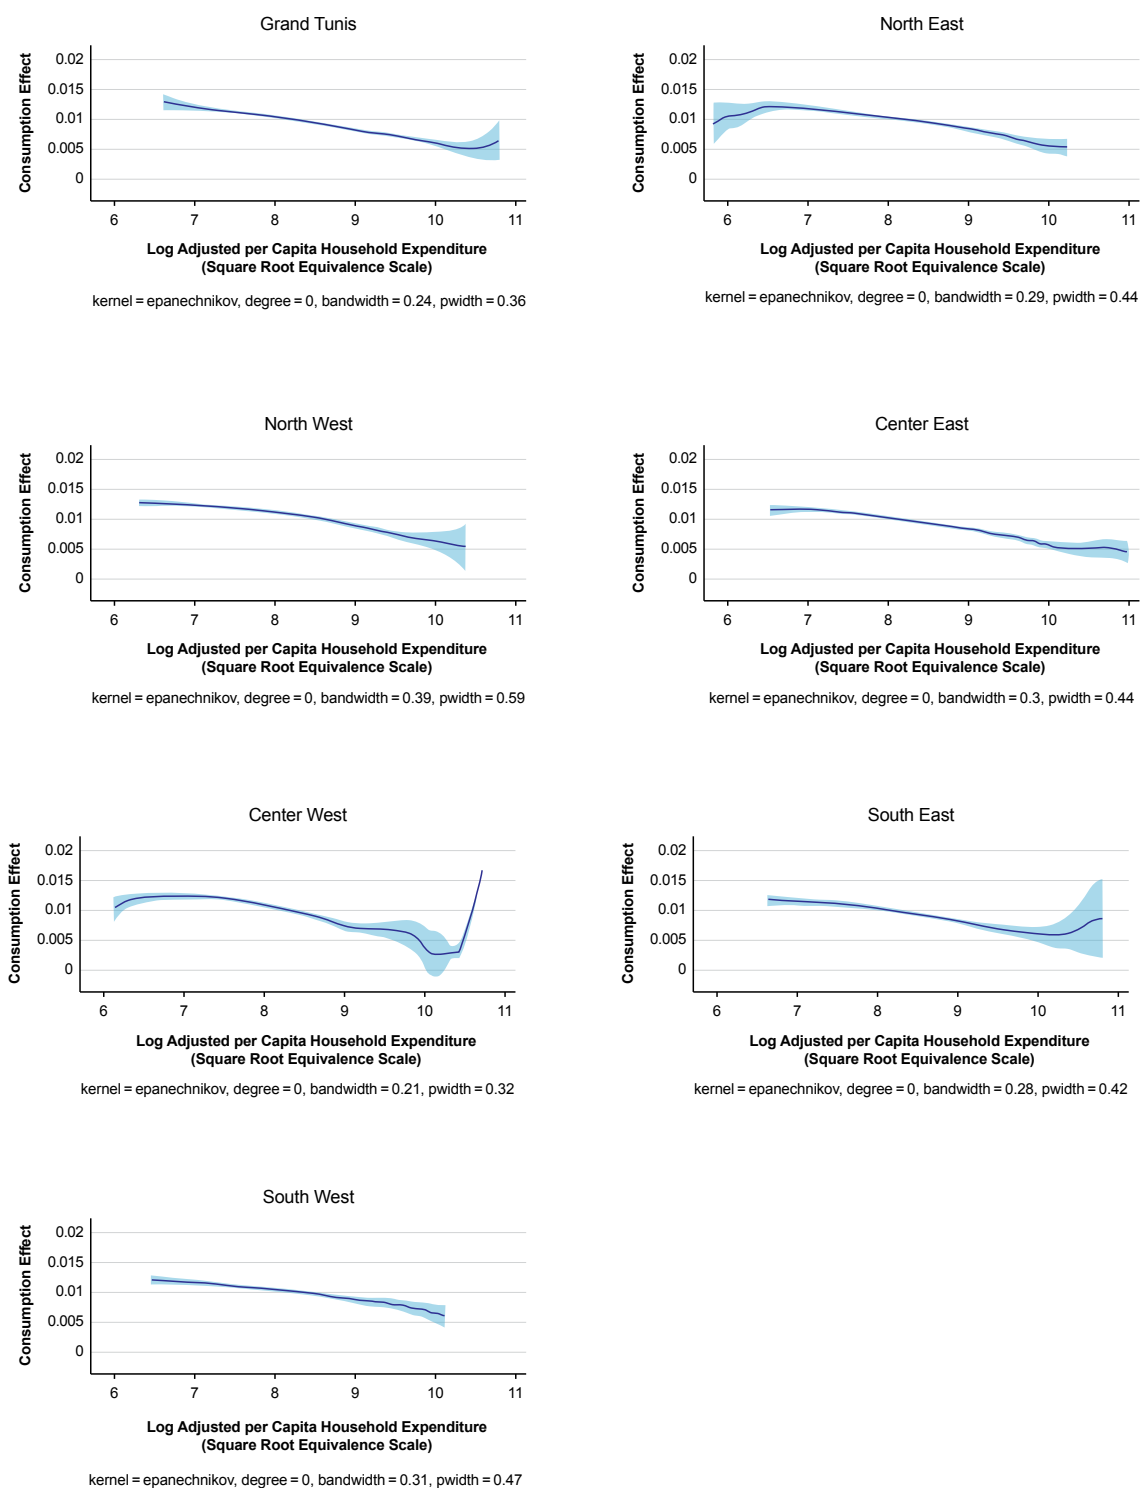 Grand Tunis
Consumption Effect
0.02
0.015
0.01
0.005
0
6 7 8 9 10 11
Log Adjusted per Capita Household Expenditure
(Square Root Equivalence Scale)
kernel = epanechnikov, degree = 0, bandwidth = 0.24, pwidth = 0.36
North East
Consumption Effect
0.02
0.015
0.01
0.005
0
6 7 8 9 10 11
Log Adjusted per Capita Household Expenditure
(Square Root Equivalence Scale)
kernel = epanechnikov, degree = 0, bandwidth = 0.29, pwidth = 0.44
North West
Consumption Effect
0.02
0.015
0.01
0.005
0
6 7 8 9 10 11
Log Adjusted per Capita Household Expenditure
(Square Root Equivalence Scale)
kernel = epanechnikov, degree = 0, bandwidth = 0.39, pwidth = 0.59
Center East
Consumption Effect
0.02
0.015
0.01
0.005
0
6 7 8 9 10 11
Log Adjusted per Capita Household Expenditure
(Square Root Equivalence Scale)
kernel = epanechnikov, degree = 0, bandwidth = 0.3, pwidth = 0.44
Center West
Consumption Effect
0.02
0.015
0.01
0.005
0
6 7 8 9 10 11
Log Adjusted per Capita Household Expenditure
(Square Root Equivalence Scale)
kernel = epanechnikov, degree = 0, bandwidth = 0.21, pwidth = 0.32
South East
Consumption Effect
0.02
0.015
0.01
0.005
0
6 7 8 9 10 11
Log Adjusted per Capita Household Expenditure
(Square Root Equivalence Scale)
kernel = epanechnikov, degree = 0, bandwidth = 0.28, pwidth = 0.42
South West
Consumption Effect
0.02
0.015
0.01
0.005
0
6 7 8 9 10 11
Log Adjusted per Capita Household Expenditure
(Square Root Equivalence Scale)
kernel = epanechnikov, degree = 0, bandwidth = 0.31, pwidth = 0.47